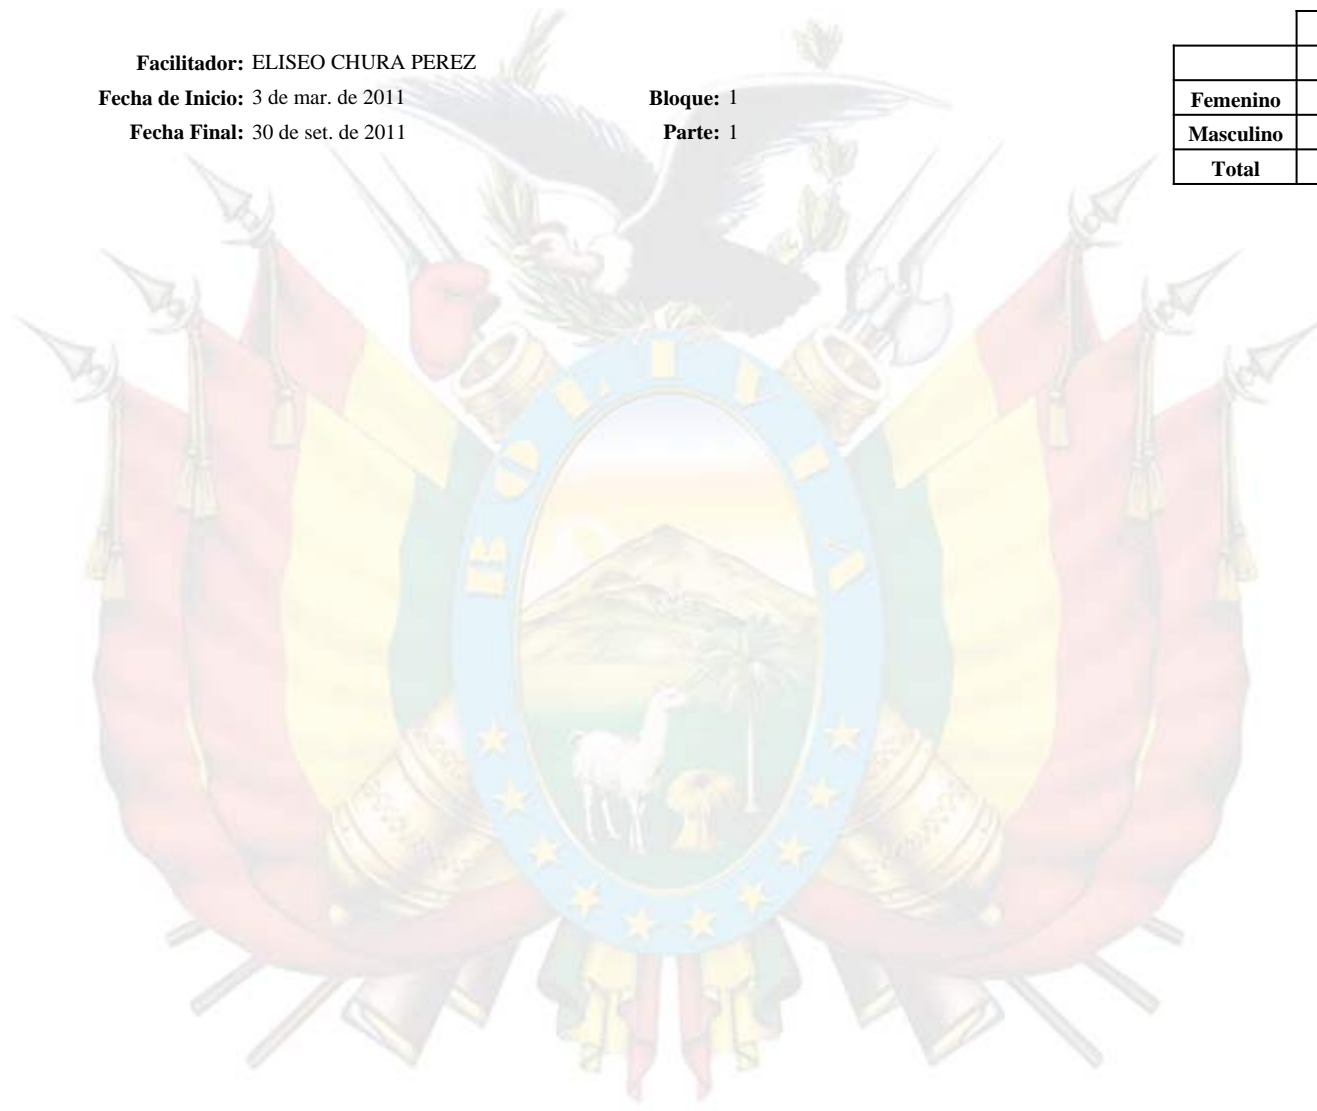 Facilitador: ELISEO CHURA PEREZ
Fecha de Inicio: 3 de mar. de 2011 Bloque: 1
Fecha Final: 30 de set. de 2011 Parte: 1
Femenino
Masculino
Total
BOLIVIA